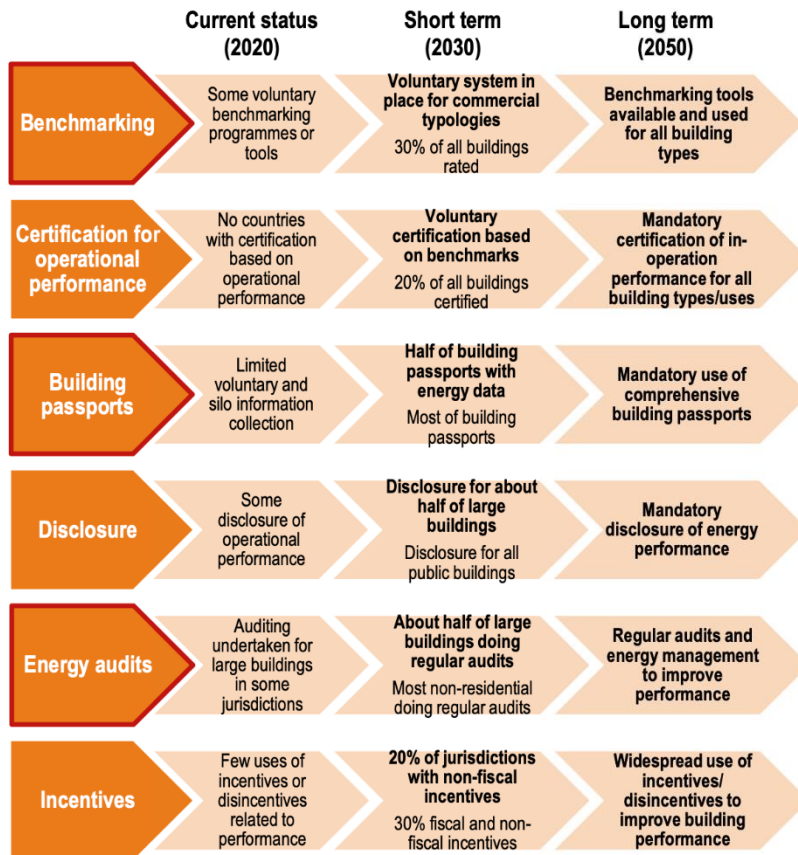 Current status
(2020)
Short term
(2030)
Long term
(2050)
Benchmarking
Some voluntary
benchmarking
programmes or
tools
Voluntary system in
place for commercial
typologies
30% of all buildings
rated
Benchmarking tools
available and used
for all building
types
Certification for
operational
performance
No countries
with certification
based on
operational
performance
Voluntary
certification based
on benchmarks
20% of all buildings
certified
Mandatory
certification of in-
operation
performance for all
building types/uses
Building
passports
Limited
voluntary and
silo information
collection
Half of building
passports with
energy data
Most of building
passports
Mandatory use of
comprehensive
building passports
Disclosure
Some
disclosure of
operational
performance
Disclosure for about
half of large
buildings
Disclosure for all
public buildings
Mandatory
disclosure of energy
performance
Energy audits
Auditing
undertaken for
large buildings
in some
jurisdictions
About half of large
buildings doing
regular audits
Most non-residential
doing regular audits
Regular audits and
energy management
to improve
performance
Incentives
Few uses of
incentives or
disincentives
related to
performance
20% of jurisdictions
with non-fiscal
incentives
30% fiscal and non-
fiscal incentives
Widespread use of
incentives/
disincentives to
improve building
performance